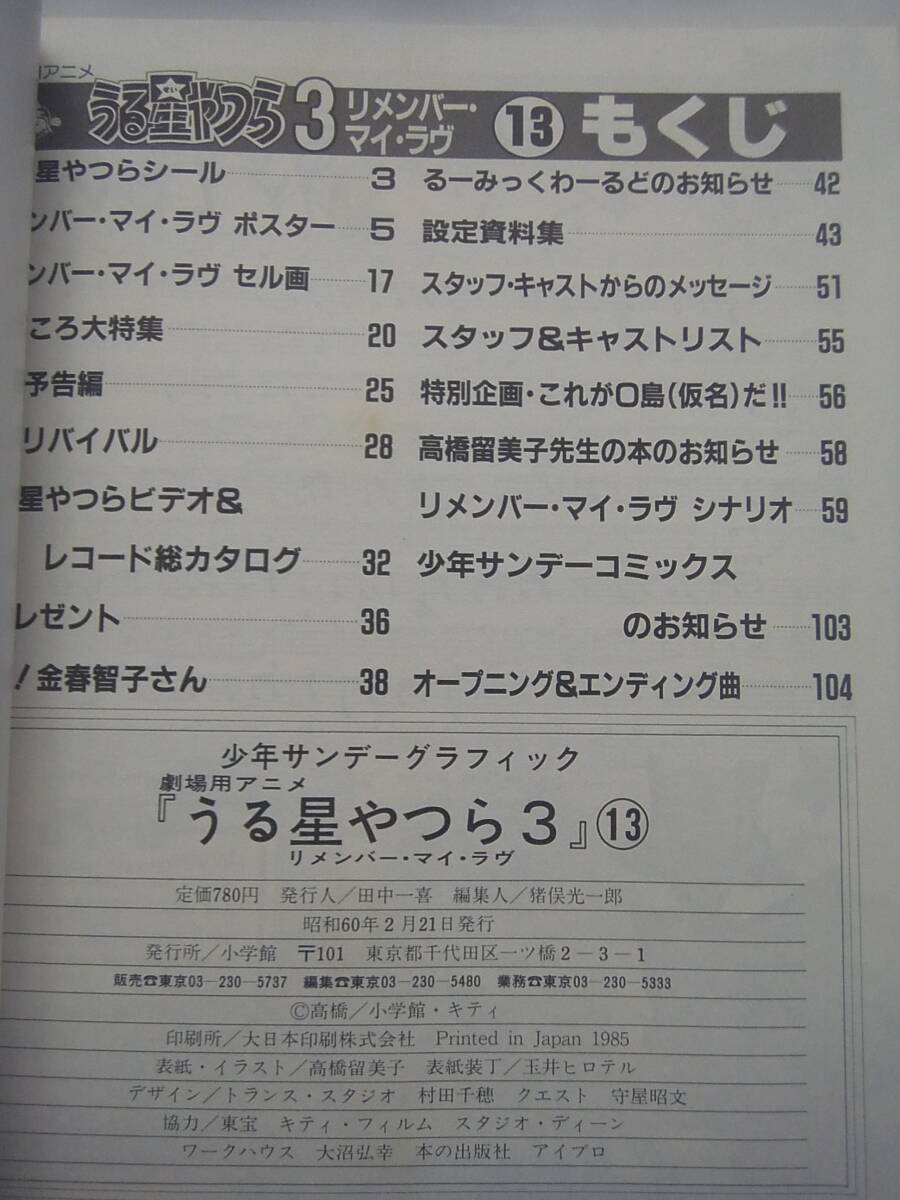 アニメ
うる星やつら3 リメンバー・マイ・ラヴ ⑬ もくじ
星やつらシール 3
ンバー・マイ・ラヴ ポスター 5
ンバー・マイ・ラヴ セル画 17
ころ大特集 20
予告編 25
リバイバル 28
星やつらビデオ&
レコード総カタログ 32
レゼント 36
!金春智子さん 38
るーみっくわーるどのお知らせ 42
設定資料集 43
スタッフ・キャストからのメッセージ 51
スタッフ&キャストリスト 55
特別企画・これがO島(仮名)だ!! 56
高橋留美子先生の本のお知らせ 58
リメンバー・マイ・ラヴ シナリオ 59
少年サンデーコミックス
のお知らせ 103
オープニング&エンディング曲 104
少年サンデーグラフィック
劇場用アニメ
『うる星やつら3』⑬
リメンバー・マイ・ラヴ
定価780円 発行人/田中一喜 編集人/猪俣光一郎
昭和60年2月21日発行
発行所/小学館 〒101 東京都千代田区一ツ橋2-3-1
販売☎東京03-230-5737 編集☎東京03-230-5480 業務☎東京03-230-5333
©高橋/小学館・キティ
印刷所/大日本印刷株式会社 Printed in Japan 1985
表紙・イラスト/高橋留美子 表紙装丁/玉井ヒロテル
デザイン/トランス・スタジオ 村田千穂 クエスト 守屋昭文
協力/東宝 キティ・フィルム スタジオ・ディーン
ワークハウス 大沼弘幸 本の出版社 アイプロ